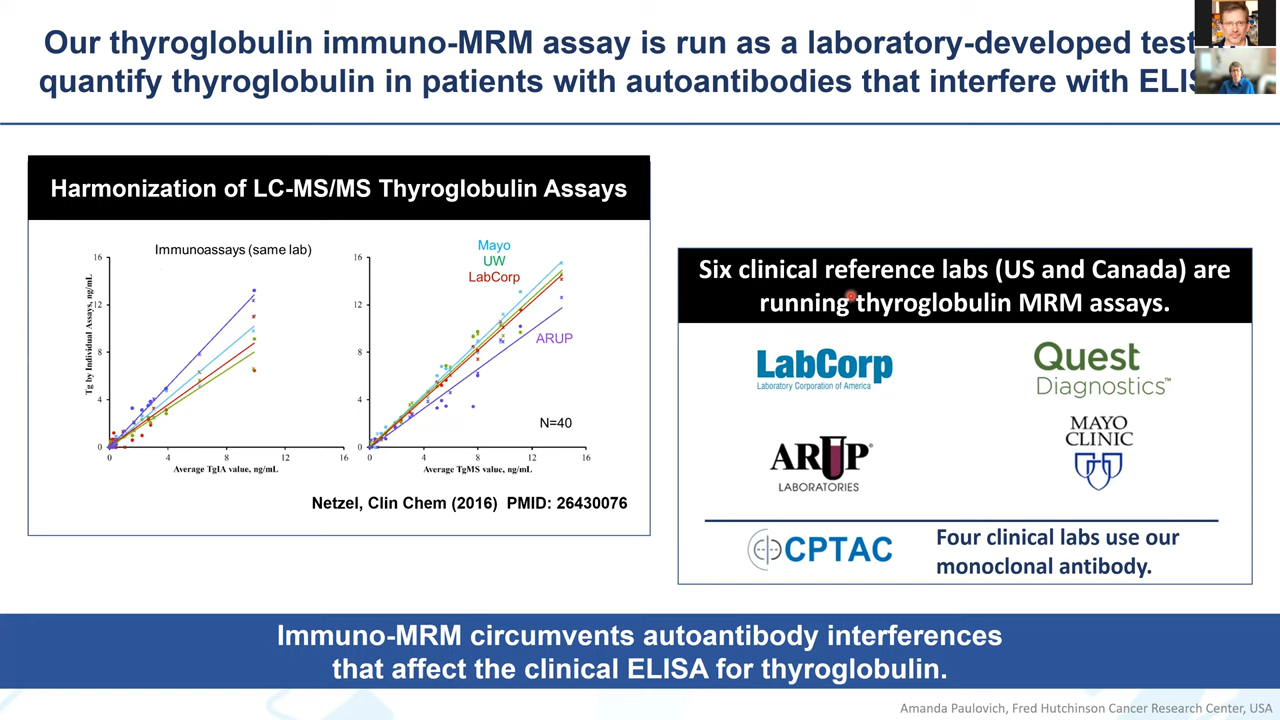 Our thyroglobulin immuno-MRM assay is run as a laboratory-developed test
quantify thyroglobulin in patients with autoantibodies that interfere with
Harmonization of LC-MS/MS Thyroglobulin Assays
Immunoassays (same lab)
16
12
8
4
0
Tg by Individual Assays, ng/mL
0 4 8 12 16
Average TgIA value, ng/mL
Mayo
UW
LabCorp
ARUP
N=40
16
12
8
4
0
0 4 8 12 16
Average TgMS value, ng/mL
Netzel, Clin Chem (2016) PMID: 26430076
Six clinical reference labs (US and Canada) are
running thyroglobulin MRM assays.
LabCorp
Laboratory Corporation of America
Quest
Diagnostics™
ARUP®
LABORATORIES
MAYO
CLINIC
CPTAC
Four clinical labs use our
monoclonal antibody.
Immuno-MRM circumvents autoantibody interferences
that affect the clinical ELISA for thyroglobulin.
Amanda Paulovich, Fred Hutchinson Cancer Research Center, USA